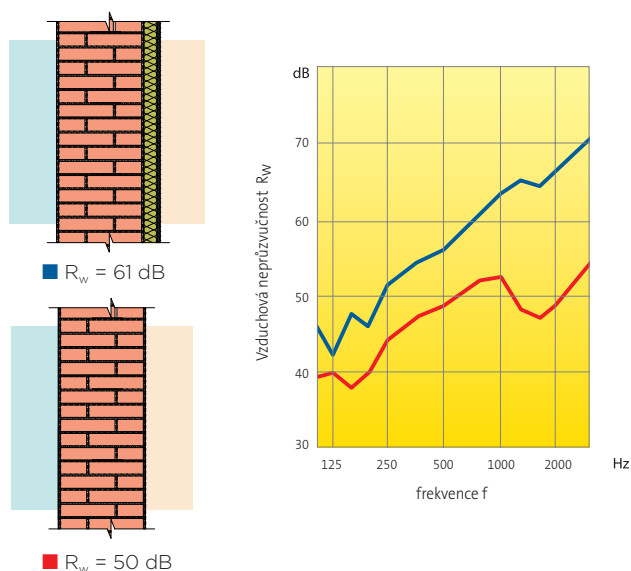 R_w = 61 dB
R_w = 50 dB
dB
70
60
50
40
30
Vzduchová neprůzvučnost RW
125 250 500 1000 2000 Hz
frekvence f